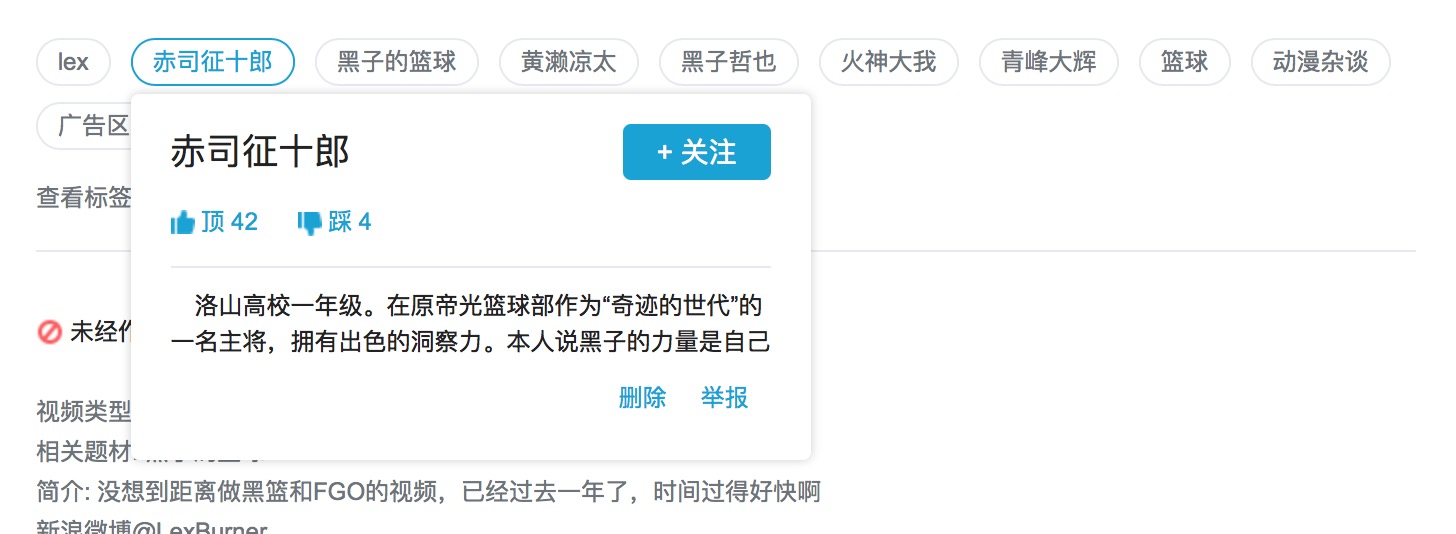 lex 赤司征十郎 黑子的篮球 黄濑凉太 黑子哲也 火神大我 青峰大辉 篮球 动漫杂谈
广告区
赤司征十郎 + 关注
查看标签
顶 42 踩 4
洛山高校一年级。在原帝光篮球部作为“奇迹的世代”的
一名主将，拥有出色的洞察力。本人说黑子的力量是自己
未经作
删除 举报
视频类型
相关题材:
简介: 没想到距离做黑篮和FGO的视频，已经过去一年了，时间过得好快啊
新浪微博@LexBurner